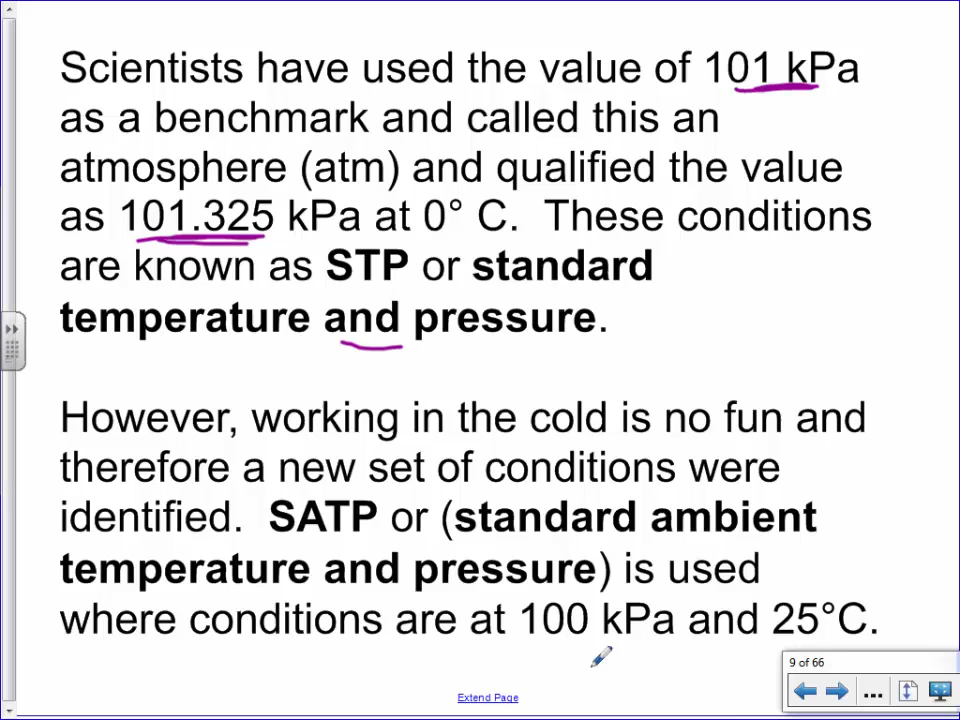 Scientists have used the value of 101 kPa
as a benchmark and called this an
atmosphere (atm) and qualified the value
as 101.325 kPa at 0° C.  These conditions
are known as STP or standard
temperature and pressure.
However, working in the cold is no fun and
therefore a new set of conditions were
identified.  SATP or (standard ambient
temperature and pressure) is used
where conditions are at 100 kPa and 25°C.
9 of 66
...
Extend Page